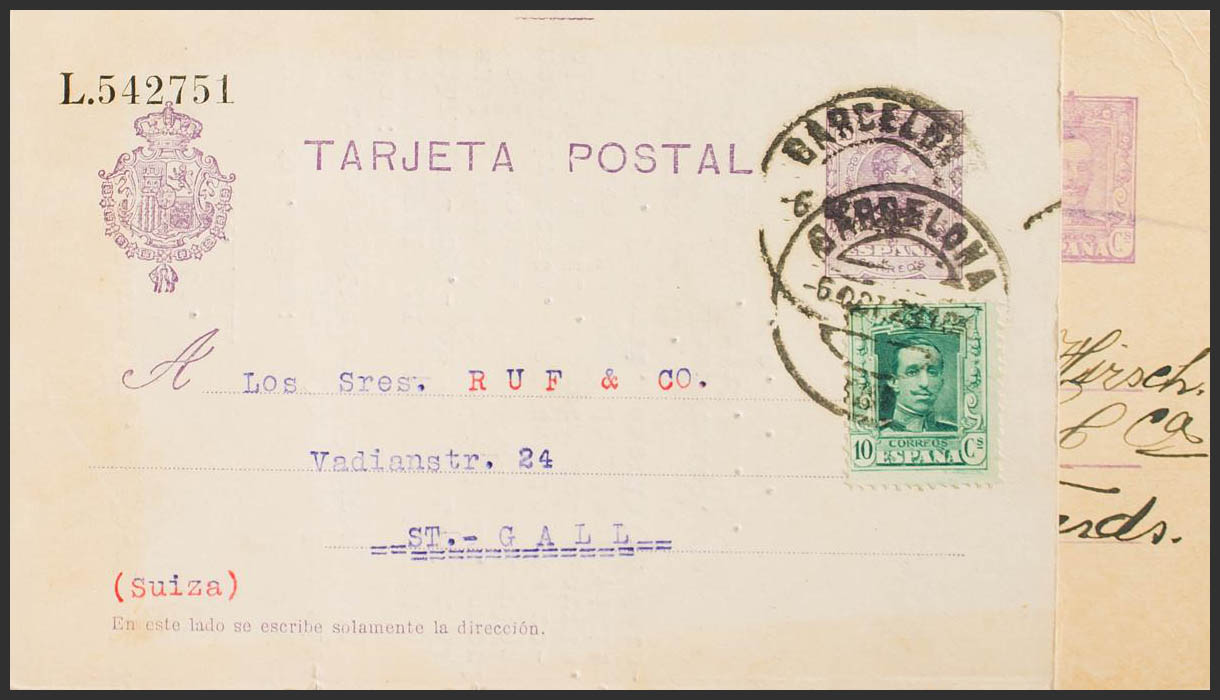 L.542751
TARJETA POSTAL
BARCELONA
BARCELONA
ESPAÑA
CORREOS
A Los Sres. RUF & CO.
Vadianstr. 24
ST.- GALL
(Suiza)
En este lado se escribe solamente la dirección.
CORREOS
10 ESPAÑA Cs
Cs
Hirsch.
& Co